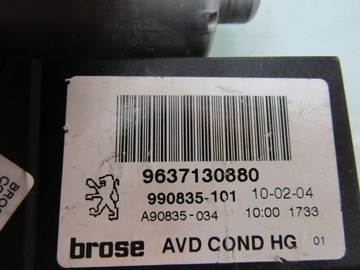 9637130880
990835-101 10-02-04
A90835-034 10:00 1733
brose AVD COND HG 01